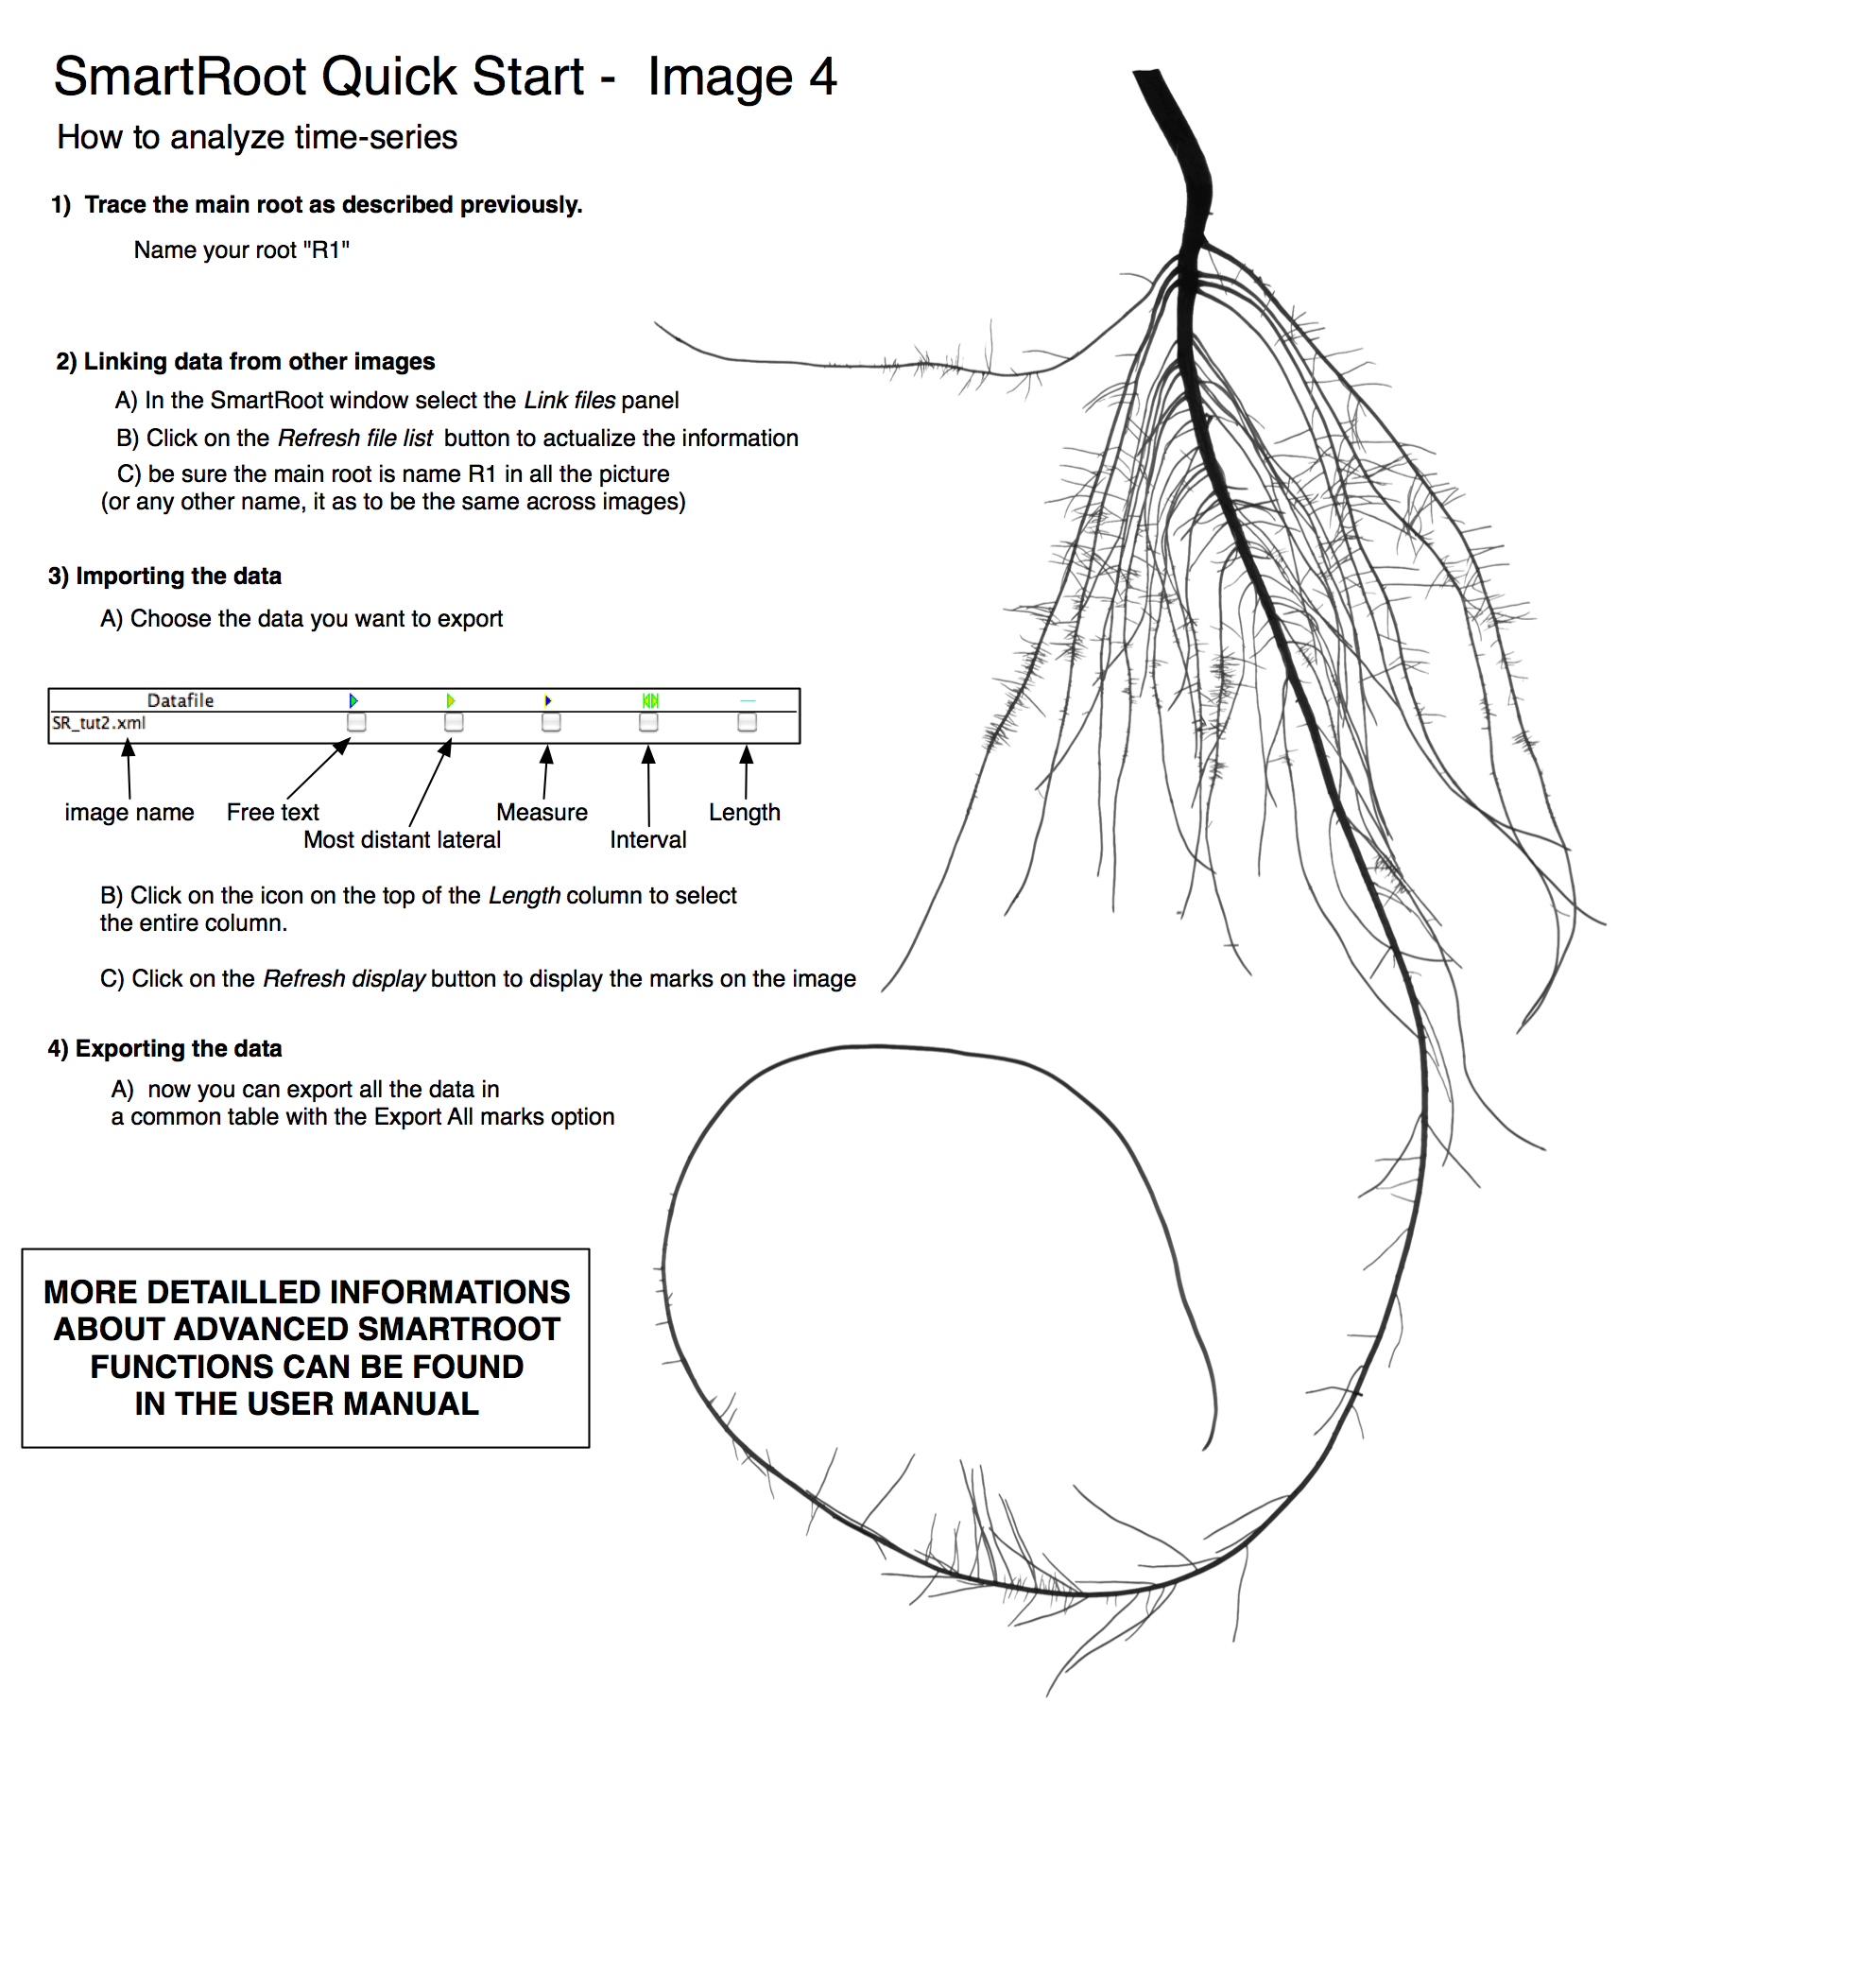 SmartRoot Quick Start -  Image 4
How to analyze time-series
1)  Trace the main root as described previously.
Name your root "R1"
2) Linking data from other images
A) In the SmartRoot window select the Link files panel
B) Click on the Refresh file list  button to actualize the information
C) be sure the main root is name R1 in all the picture
(or any other name, it as to be the same across images)
3) Importing the data
A) Choose the data you want to export
Datafile
SR_tut2.xml
image name Free text Measure Length
Most distant lateral Interval
B) Click on the icon on the top of the Length column to select
the entire column.
C) Click on the Refresh display button to display the marks on the image
4) Exporting the data
A)  now you can export all the data in
a common table with the Export All marks option
MORE DETAILLED INFORMATIONS
ABOUT ADVANCED SMARTROOT
FUNCTIONS CAN BE FOUND
IN THE USER MANUAL